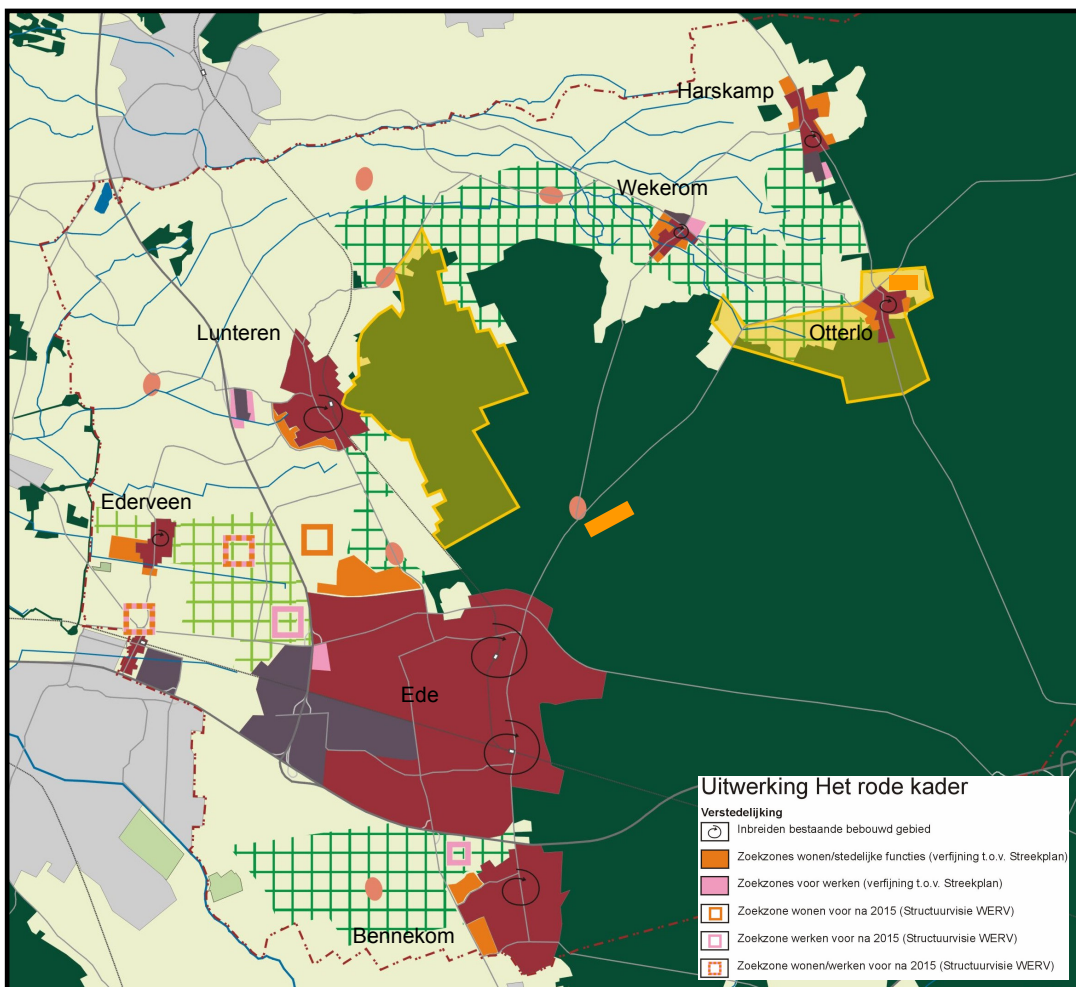 Harskamp
Wekerom
Otterlo
Lunteren
Ederveen
Ede
Bennekom
Uitwerking Het rode kader
Verstedelijking
Inbreiden bestaande bebouwd gebied
Zoekzones wonen/stedelijke functies (verfijning t.o.v. Streekplan)
Zoekzones voor werken (verfijning t.o.v. Streekplan)
Zoekzone wonen voor na 2015 (Structuurvisie WERV)
Zoekzone werken voor na 2015 (Structuurvisie WERV)
Zoekzone wonen/werken voor na 2015 (Structuurvisie WERV)